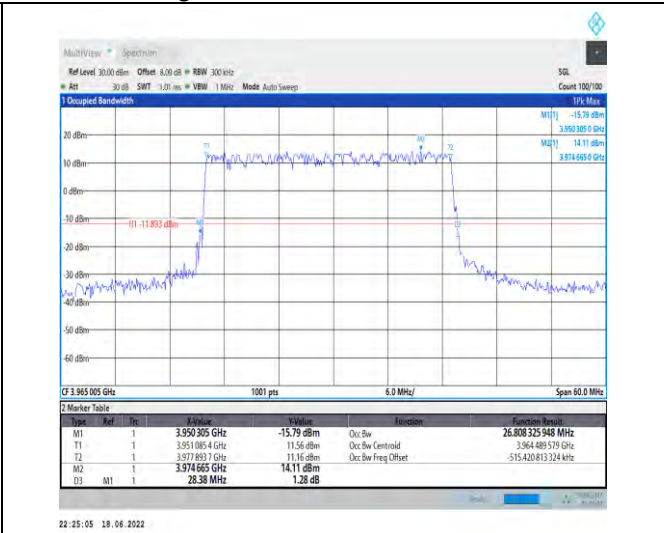 MultiView Spectrum
Ref Level 30.00 dBm Offset 8.09 dB RBW 300 kHz SGL
Att 30 dB SWT 1.01 ms VBW 1 MHz Mode Auto Sweep Count 100/100
1 Occupied Bandwidth 1Pk Max
M1[1] -15.79 dBm
3.950 305 0 GHz
M2[1] 14.11 dBm
3.974 665 0 GHz
20 dBm
T1 M2 T2
10 dBm
0 dBm
-10 dBm
H1 -11.893 dBm M1 D3
-20 dBm
-30 dBm
-40 dBm
-50 dBm
-60 dBm
CF 3.965 005 GHz 1001 pts 6.0 MHz/ Span 60.0 MHz
2 Marker Table
Type Ref Trc X-Value Y-Value Function Function Result
M1 1 3.950 305 GHz -15.79 dBm Occ Bw 26.808 325 948 MHz
T1 1 3.951 085 4 GHz 11.56 dBm Occ Bw Centroid 3.964 489 579 GHz
T2 1 3.977 893 7 GHz 11.16 dBm Occ Bw Freq Offset -515.420 813 324 kHz
M2 1 3.974 665 GHz 14.11 dBm
D3 M1 1 28.38 MHz 1.28 dB
22:25:05 18.06.2022